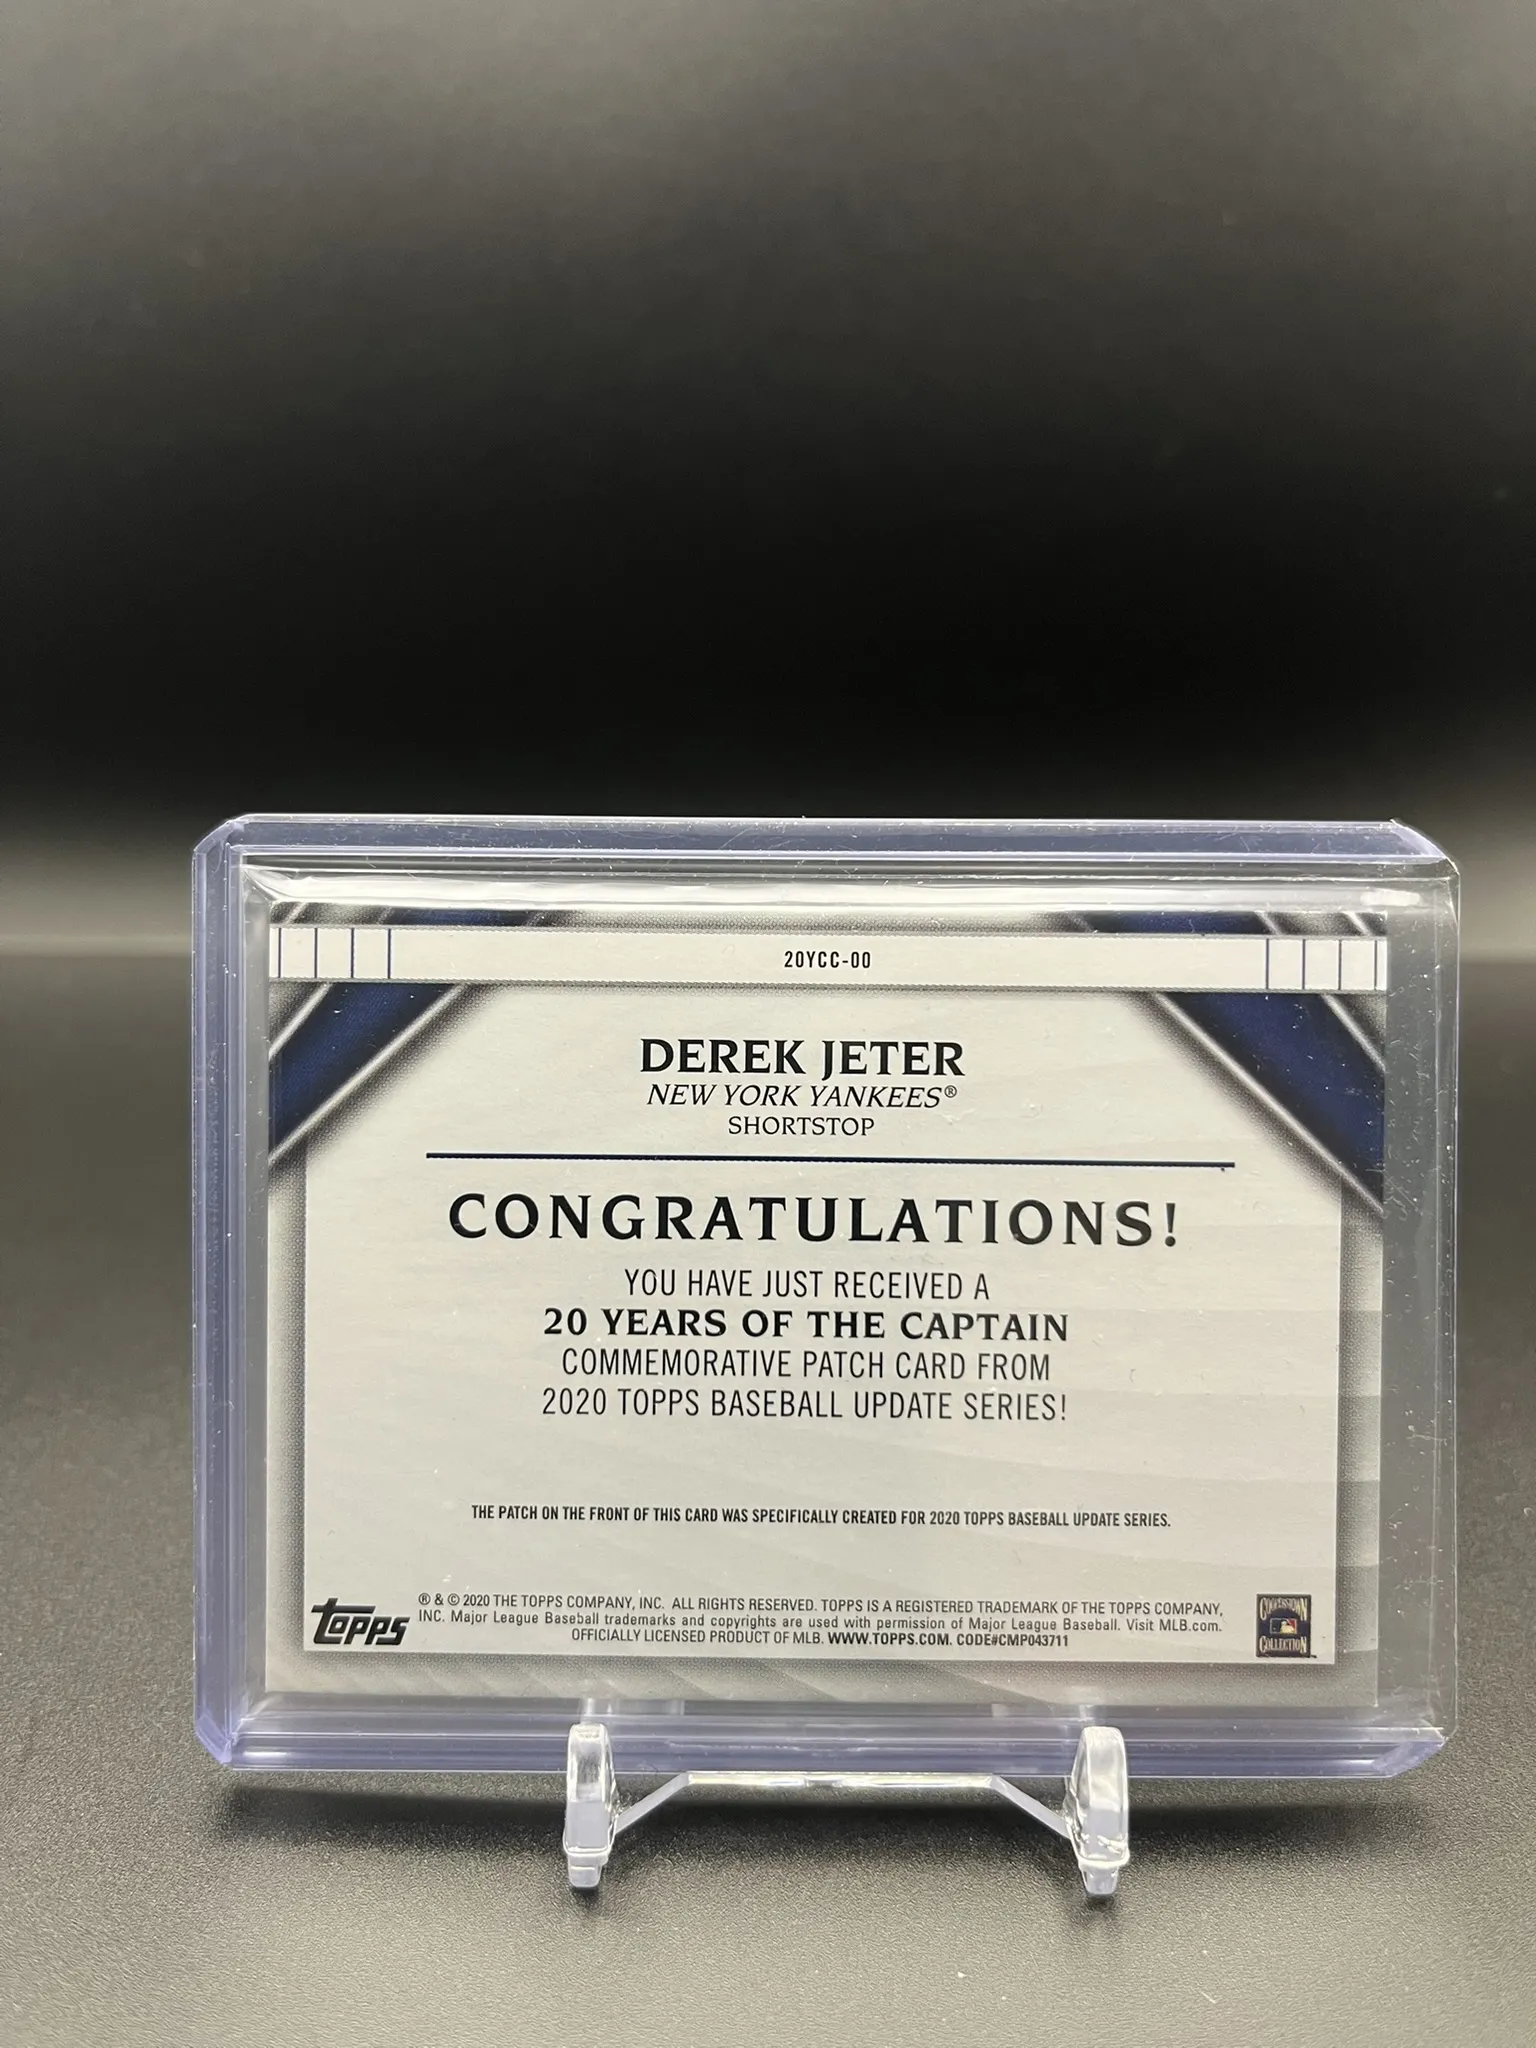 20YCC-00
DEREK JETER
NEW YORK YANKEES®
SHORTSTOP
CONGRATULATIONS!
YOU HAVE JUST RECEIVED A
20 YEARS OF THE CAPTAIN
COMMEMORATIVE PATCH CARD FROM
2020 TOPPS BASEBALL UPDATE SERIES!
THE PATCH ON THE FRONT OF THIS CARD WAS SPECIFICALLY CREATED FOR 2020 TOPPS BASEBALL UPDATE SERIES.
topps
® & © 2020 THE TOPPS COMPANY, INC. ALL RIGHTS RESERVED. TOPPS IS A REGISTERED TRADEMARK OF THE TOPPS COMPANY,
INC. Major League Baseball trademarks and copyrights are used with permission of Major League Baseball. Visit MLB.com.
OFFICIALLY LICENSED PRODUCT OF MLB. WWW.TOPPS.COM. CODE#CMP043711
COOPERSTOWN
COLLECTION™